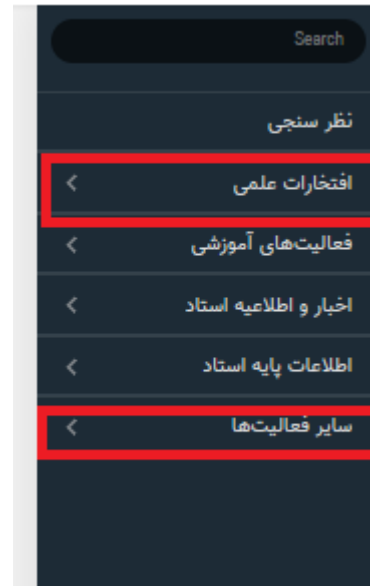 Search
نظر سنجی
افتخارات علمی
فعالیت‌های آموزشی
اخبار و اطلاعیه استاد
اطلاعات پایه استاد
سایر فعالیت‌ها